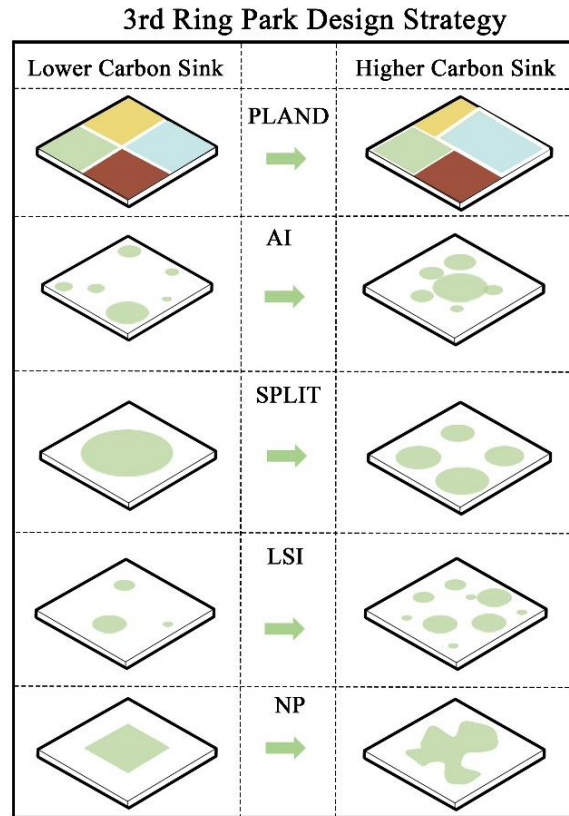 3rd Ring Park Design Strategy
Lower Carbon Sink
Higher Carbon Sink
PLAND
AI
SPLIT
LSI
NP